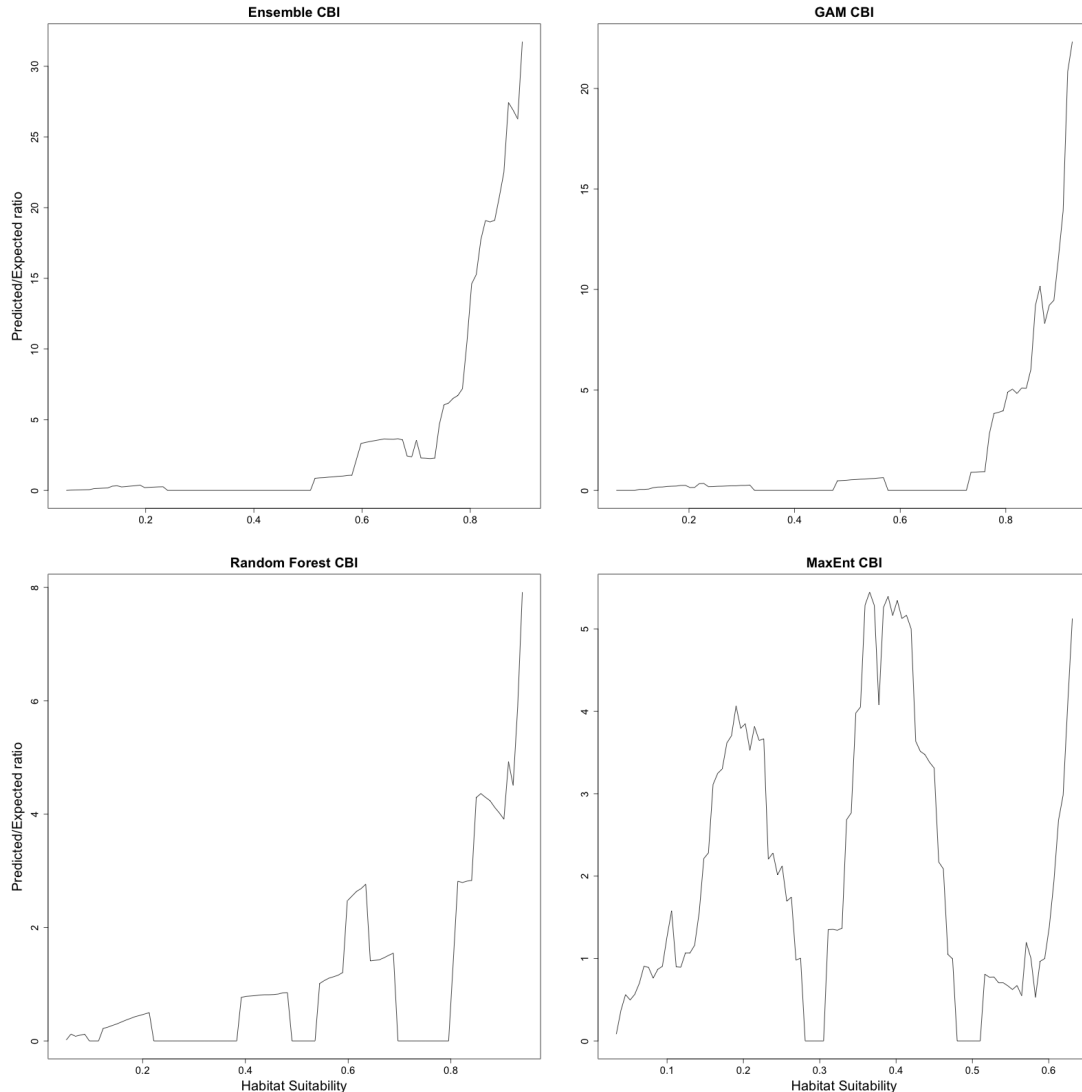 Ensemble CBI
Predicted/Expected ratio
30
25
20
15
10
5
0
0.2 0.4 0.6 0.8
GAM CBI
20
15
10
5
0
0.2 0.4 0.6 0.8
Random Forest CBI
Predicted/Expected ratio
8
6
4
2
0
0.2 0.4 0.6 0.8
Habitat Suitability
MaxEnt CBI
5
4
3
2
1
0
0.1 0.2 0.3 0.4 0.5 0.6
Habitat Suitability